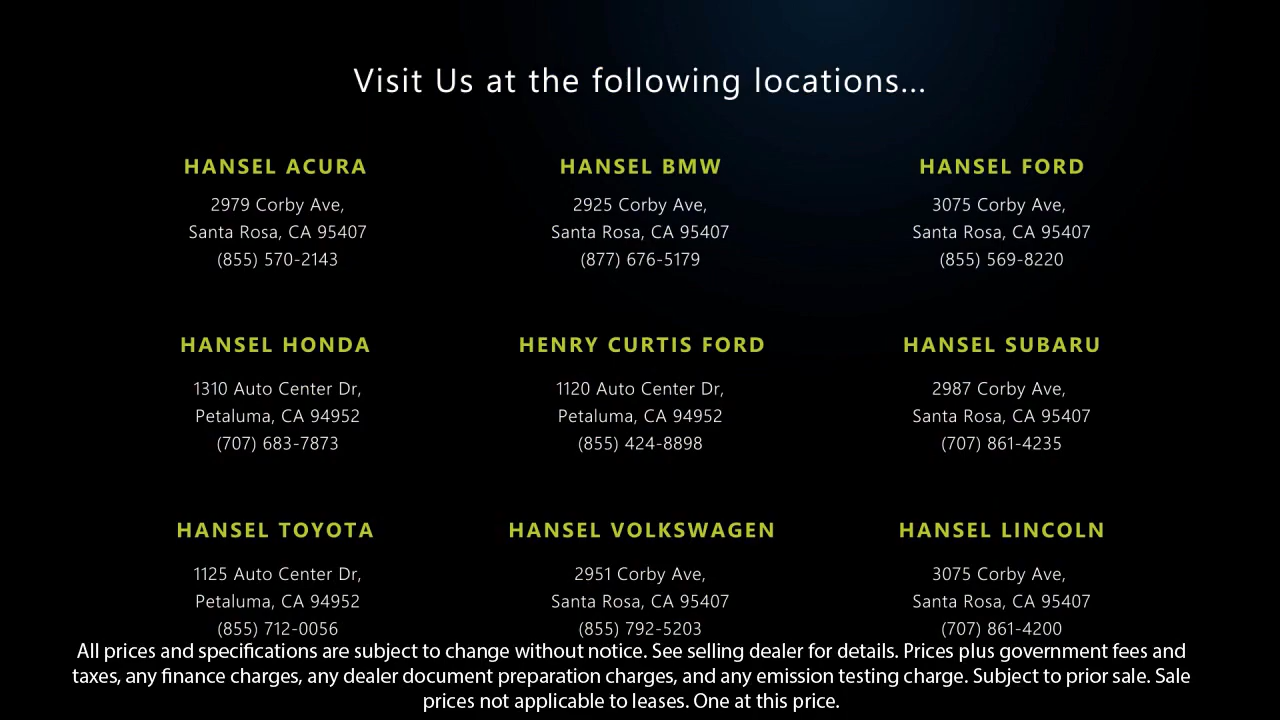 Visit Us at the following locations...
HANSEL ACURA
2979 Corby Ave,
Santa Rosa, CA 95407
(855) 570-2143
HANSEL BMW
2925 Corby Ave,
Santa Rosa, CA 95407
(877) 676-5179
HANSEL FORD
3075 Corby Ave,
Santa Rosa, CA 95407
(855) 569-8220
HANSEL HONDA
1310 Auto Center Dr,
Petaluma, CA 94952
(707) 683-7873
HENRY CURTIS FORD
1120 Auto Center Dr,
Petaluma, CA 94952
(855) 424-8898
HANSEL SUBARU
2987 Corby Ave,
Santa Rosa, CA 95407
(707) 861-4235
HANSEL TOYOTA
1125 Auto Center Dr,
Petaluma, CA 94952
(855) 712-0056
HANSEL VOLKSWAGEN
2951 Corby Ave,
Santa Rosa, CA 95407
(855) 792-5203
HANSEL LINCOLN
3075 Corby Ave,
Santa Rosa, CA 95407
(707) 861-4200
All prices and specifications are subject to change without notice. See selling dealer for details. Prices plus government fees and
taxes, any finance charges, any dealer document preparation charges, and any emission testing charge. Subject to prior sale. Sale
prices not applicable to leases. One at this price.